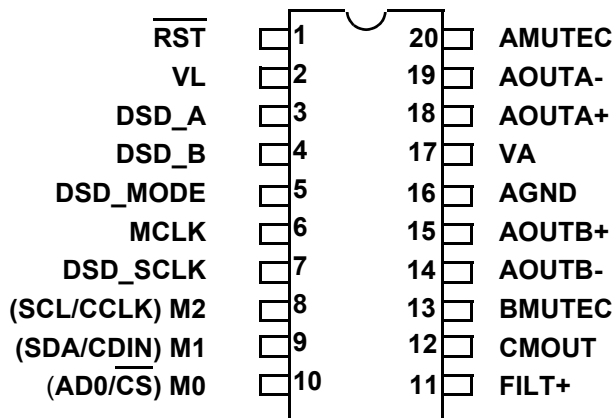 RST 1 20 AMUTEC
VL 2 19 AOUTA-
DSD_A 3 18 AOUTA+
DSD_B 4 17 VA
DSD_MODE 5 16 AGND
MCLK 6 15 AOUTB+
DSD_SCLK 7 14 AOUTB-
(SCL/CCLK) M2 8 13 BMUTEC
(SDA/CDIN) M1 9 12 CMOUT
(AD0/CS) M0 10 11 FILT+